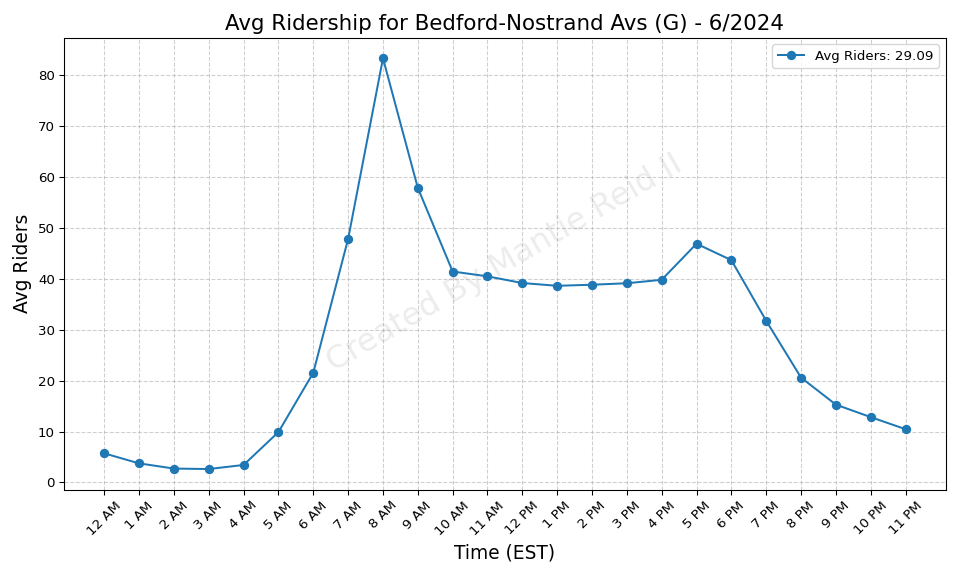 Avg Ridership for Bedford-Nostrand Avs (G) - 6/2024
Avg Riders: 29.09
80
70
60
50
40
30
20
10
0
Avg Riders
Created By Mantie Reid II
12 AM
1 AM
2 AM
3 AM
4 AM
5 AM
6 AM
7 AM
8 AM
9 AM
10 AM
11 AM
12 PM
1 PM
2 PM
3 PM
4 PM
5 PM
6 PM
7 PM
8 PM
9 PM
10 PM
11 PM
Time (EST)